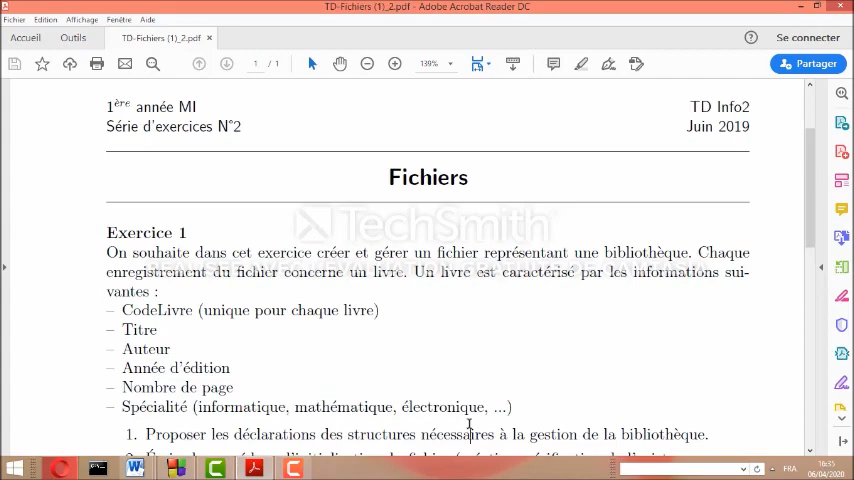 TD-Fichiers (1)_2.pdf - Adobe Acrobat Reader DC
Fichier Edition Affichage Fenêtre Aide
Accueil Outils TD-Fichiers (1)_2.pdf × Se connecter
1 / 1 139% Partager
1ère année MI TD Info2
Série d'exercices N°2 Juin 2019
Fichiers
TechSmith
Exercice 1
On souhaite dans cet exercice créer et gérer un fichier représentant une bibliothèque. Chaque
enregistrement du fichier concerne un livre. Un livre est caractérisé par les informations sui-
vantes :
– CodeLivre (unique pour chaque livre)
– Titre
– Auteur
– Année d'édition
– Nombre de page
– Spécialité (informatique, mathématique, électronique, ...)
1. Proposer les déclarations des structures nécessaires à la gestion de la bibliothèque.
FR
16:35
06/04/2020